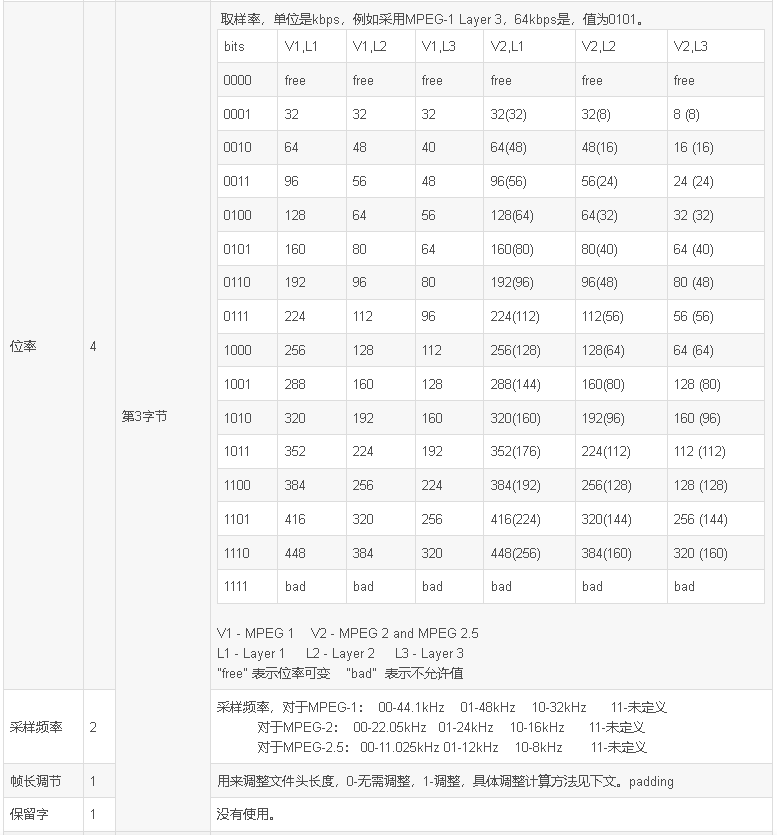 取样率，单位是kbps，例如采用MPEG-1 Layer 3，64kbps是，值为0101。
bits V1,L1 V1,L2 V1,L3 V2,L1 V2,L2 V2,L3
0000 free free free free free free
0001 32 32 32 32(32) 32(8) 8 (8)
0010 64 48 40 64(48) 48(16) 16 (16)
0011 96 56 48 96(56) 56(24) 24 (24)
0100 128 64 56 128(64) 64(32) 32 (32)
0101 160 80 64 160(80) 80(40) 64 (40)
0110 192 96 80 192(96) 96(48) 80 (48)
0111 224 112 96 224(112) 112(56) 56 (56)
位率 4 1000 256 128 112 256(128) 128(64) 64 (64)
1001 288 160 128 288(144) 160(80) 128 (80)
第3字节 1010 320 192 160 320(160) 192(96) 160 (96)
1011 352 224 192 352(176) 224(112) 112 (112)
1100 384 256 224 384(192) 256(128) 128 (128)
1101 416 320 256 416(224) 320(144) 256 (144)
1110 448 384 320 448(256) 384(160) 320 (160)
1111 bad bad bad bad bad bad
V1 - MPEG 1 V2 - MPEG 2 and MPEG 2.5
L1 - Layer 1 L2 - Layer 2 L3 - Layer 3
"free" 表示位率可变 "bad" 表示不允许值
采样频率，对于MPEG-1： 00-44.1kHz 01-48kHz 10-32kHz 11-未定义
采样频率 2 对于MPEG-2： 00-22.05kHz 01-24kHz 10-16kHz 11-未定义
对于MPEG-2.5： 00-11.025kHz 01-12kHz 10-8kHz 11-未定义
帧长调节 1 用来调整文件头长度，0-无需调整，1-调整，具体调整计算方法见下文。padding
保留字 1 没有使用。